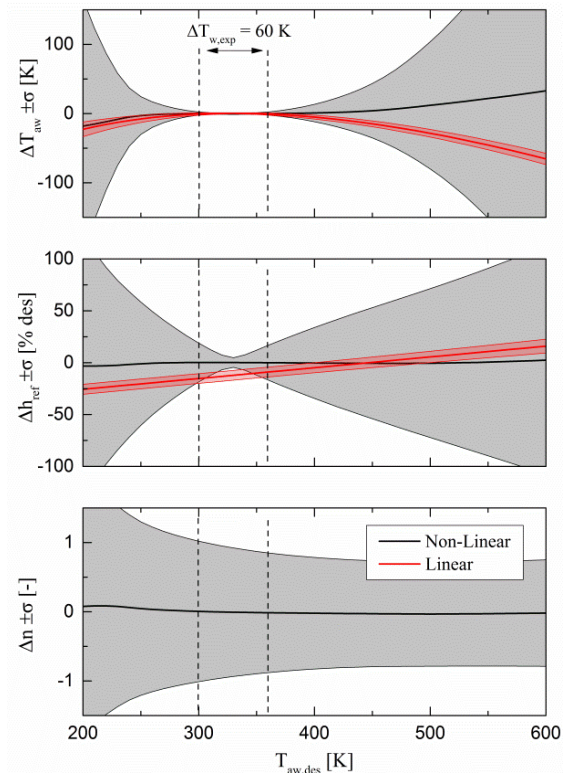 ΔT_w,exp = 60 K
ΔT_aw ±σ [K]
100
0
-100
Δh_ref ±σ [% des]
100
50
0
-50
-100
Δn ±σ [-]
1
0
-1
Non-Linear
Linear
200 300 400 500 600
T_aw,des [K]